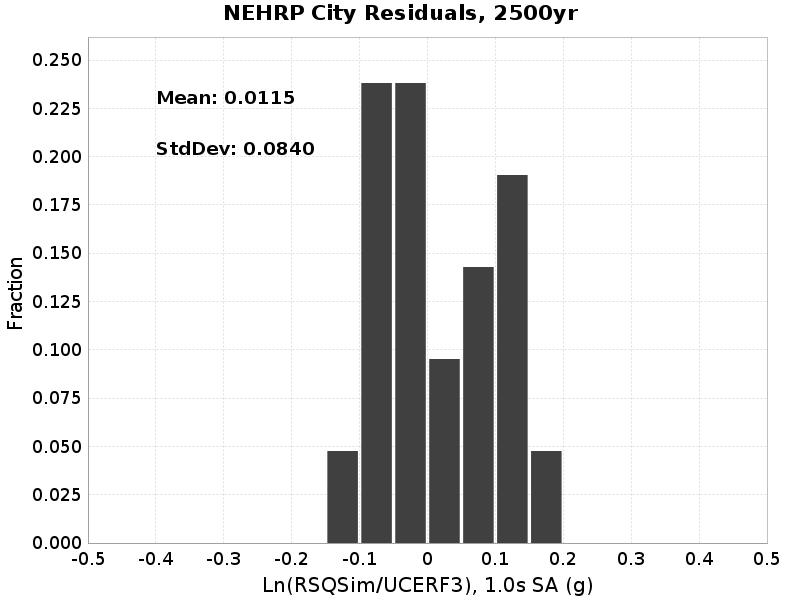 NEHRP City Residuals, 2500yr
0.250
Mean: 0.0115
0.225
StdDev: 0.0840
0.200
0.175
0.150
Fraction
0.125
0.100
0.075
0.050
0.025
0.000
-0.5 -0.4 -0.3 -0.2 -0.1 0 0.1 0.2 0.3 0.4 0.5
Ln(RSQSim/UCERF3), 1.0s SA (g)